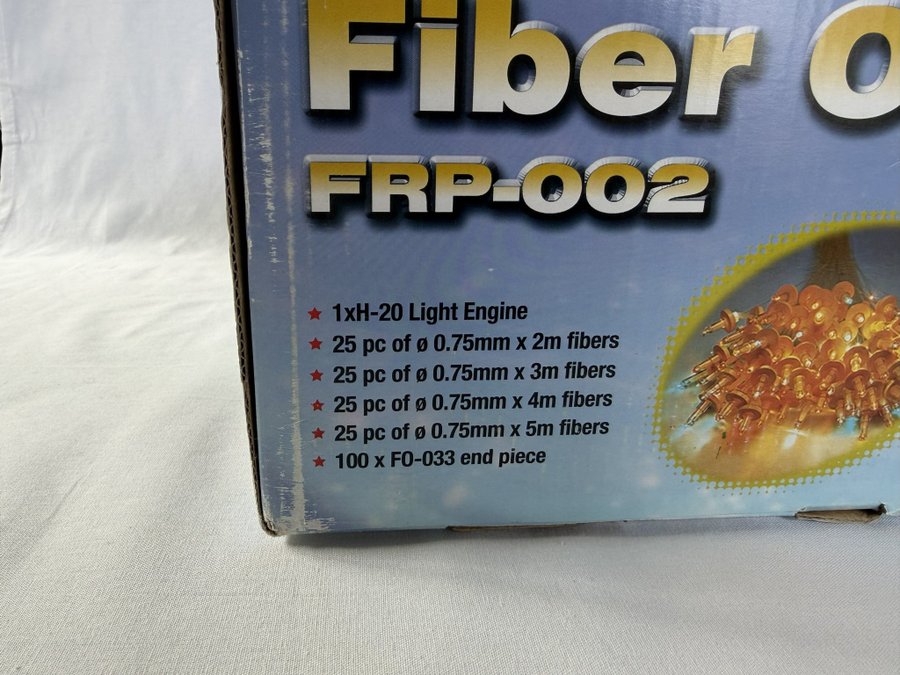 Fiber O
FRP-002
1xH-20 Light Engine
25 pc of ø 0.75mm x 2m fibers
25 pc of ø 0.75mm x 3m fibers
25 pc of ø 0.75mm x 4m fibers
25 pc of ø 0.75mm x 5m fibers
100 x FO-033 end piece